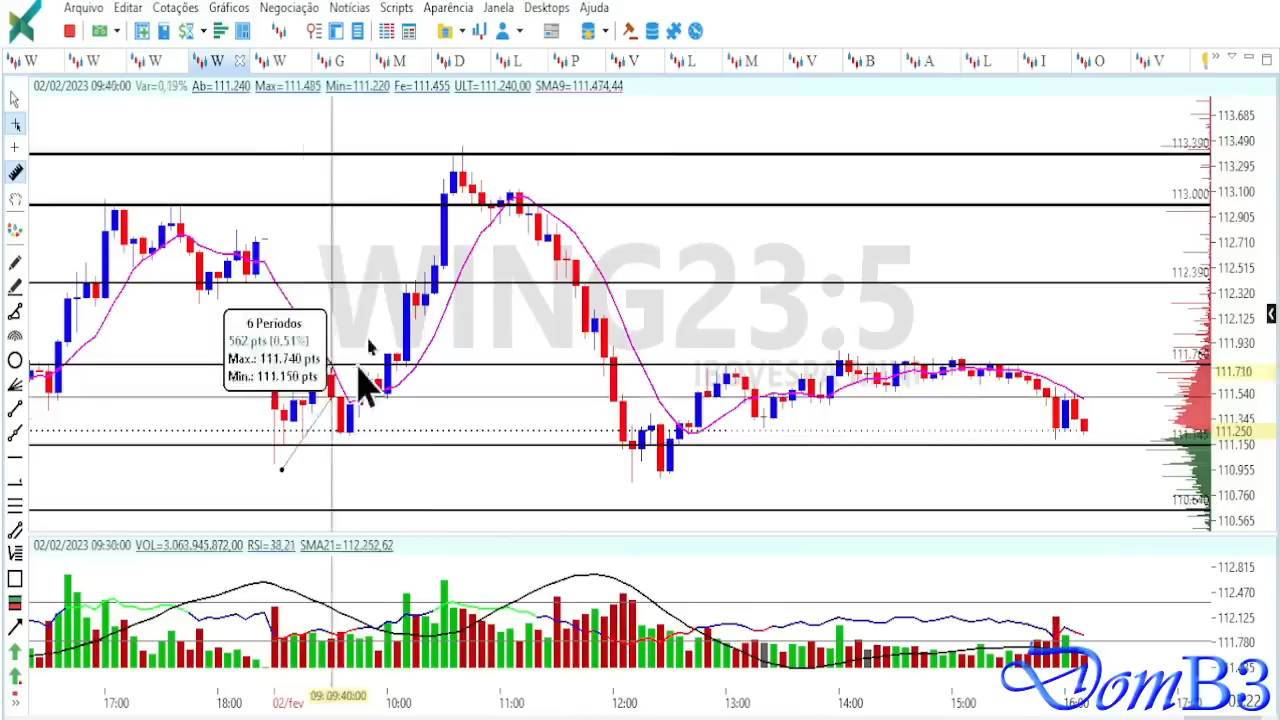 Arquivo Editar Cotações Gráficos Negociação Notícias Scripts Aparência Janela Desktops Ajuda
W W W W W G M D L P V L M V B A L I O V
02/02/2023 09:40:00 Var=0,19% Ab=111.240 Max=111.485 Min=111.220 Fe=111.455 ULT=111.240,00 SMA9=111.474,44
113.685
113.490
113.390
113.295
113.100
113.000
112.905
112.710
112.515
112.390
112.320
112.125
111.930
111.710
111.540
111.345
111.250
111.150
110.955
110.760
110.640
110.565
WING23:5
6 Períodos
562 pts [0,51%]
Max.: 111.740 pts
Min.: 111.150 pts
02/02/2023 09:30:00 VOL=3.063.945.872,00 RSI=38,21 SMA21=112.252,62
112.815
112.470
112.125
111.780
17:00 18:00 02/fev 09:40:00 10:00 11:00 12:00 13:00 14:00 15:00
DomB3